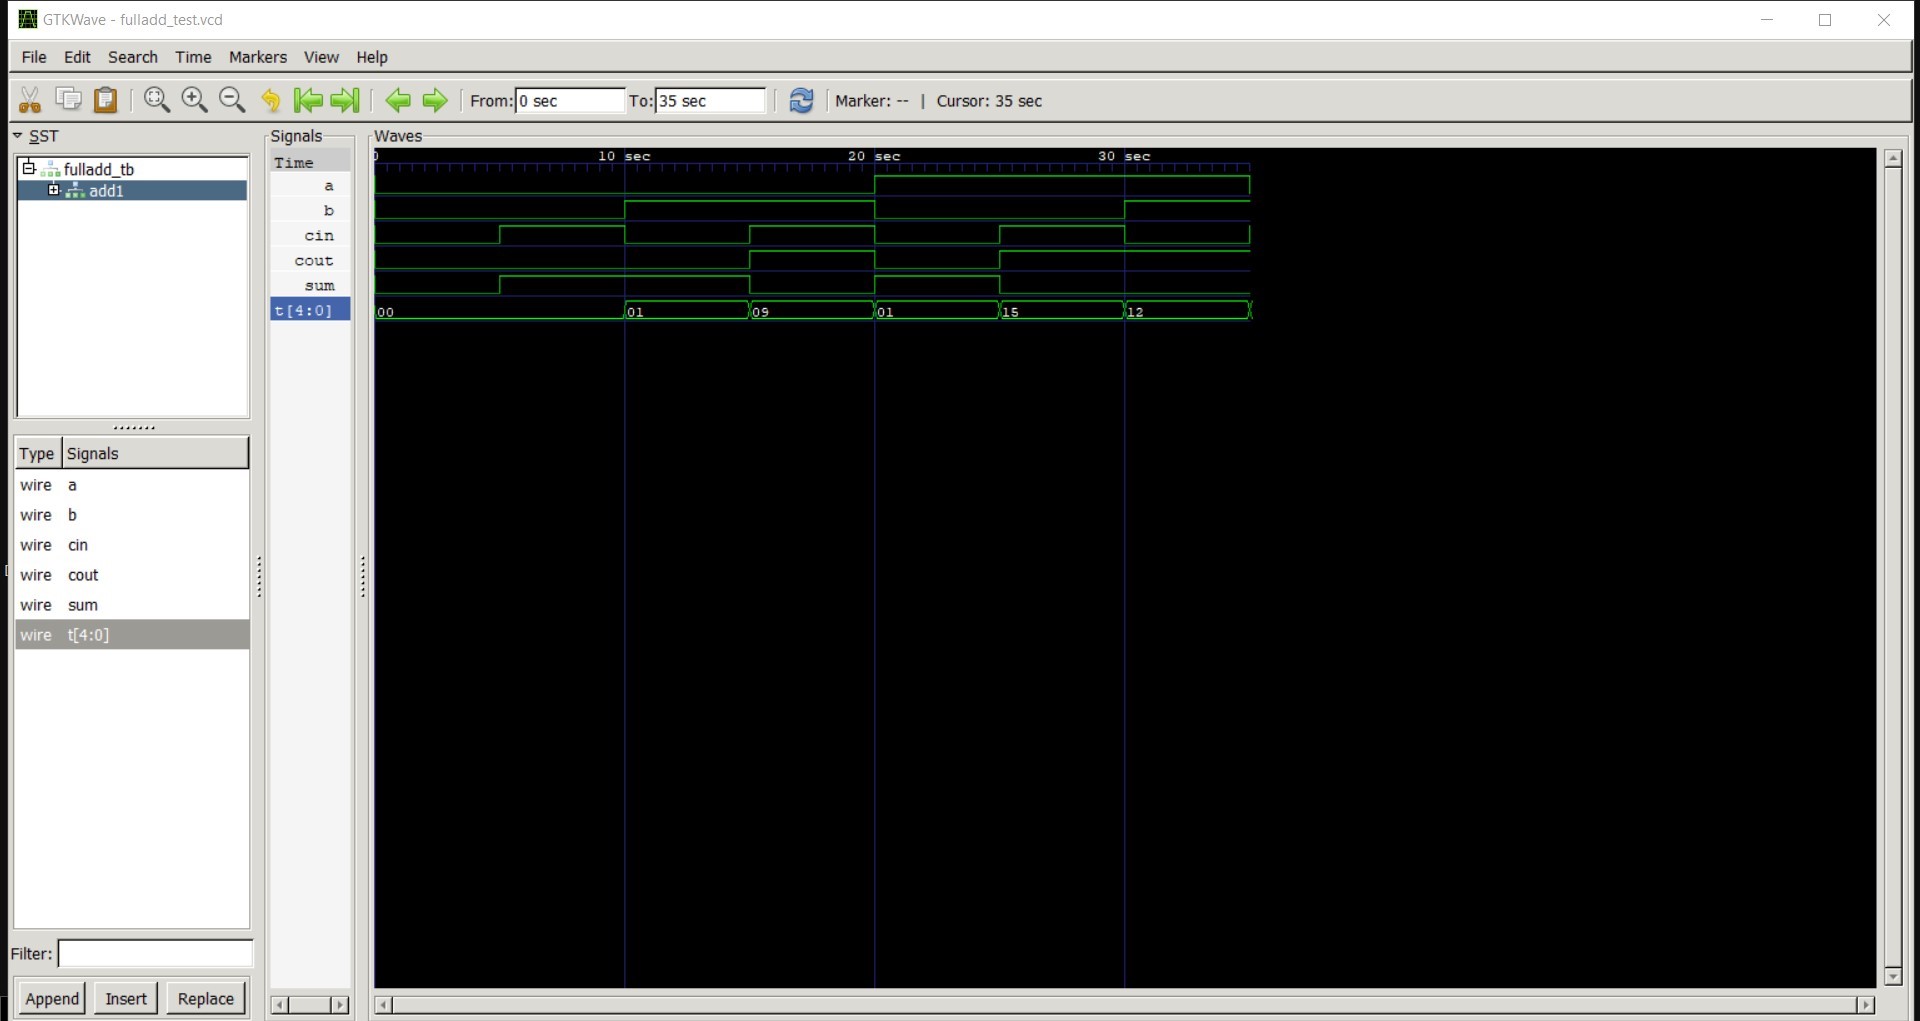 GTKWave - fulladd_test.vcd
File Edit Search Time Markers View Help
From: 0 sec To: 35 sec Marker: -- | Cursor: 35 sec
SST
fulladd_tb
add1
Type Signals
wire a
wire b
wire cin
wire cout
wire sum
wire t[4:0]
Filter:
Append Insert Replace
Signals
Time
a
b
cin
cout
sum
t[4:0]
Waves
0 10 sec 20 sec 30 sec
00 01 09 01 15 12